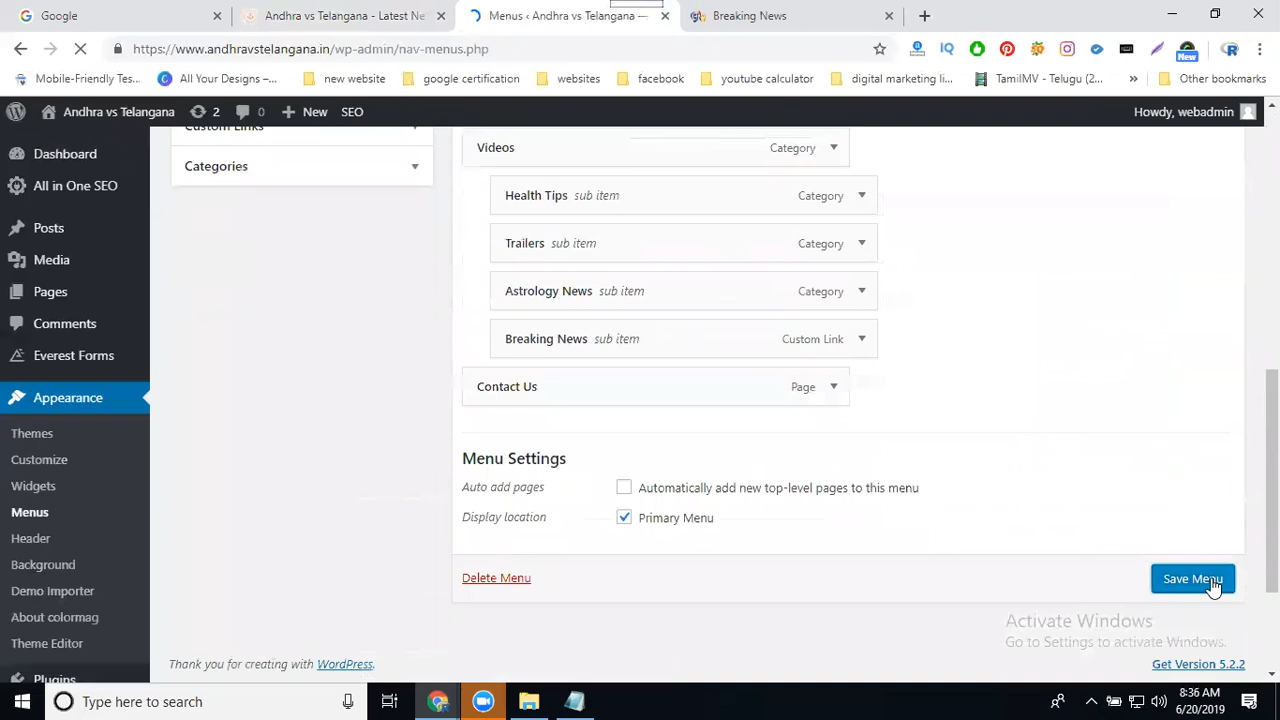 Google
Andhra vs Telangana - Latest Ne
Menus ‹ Andhra vs Telangana —
Breaking News
https://www.andhravstelangana.in/wp-admin/nav-menus.php
New
Mobile-Friendly Tes...
All Your Designs –...
new website
google certification
websites
facebook
youtube calculator
digital marketing li...
TamilMV - Telugu (2...
Other bookmarks
Andhra vs Telangana
2
0
New
SEO
Howdy, webadmin
Dashboard
All in One SEO
Posts
Media
Pages
Comments
Everest Forms
Appearance
Themes
Customize
Widgets
Menus
Header
Background
Demo Importer
About colormag
Theme Editor
Plugins
Custom Links
Categories
Videos Category
Health Tips sub item Category
Trailers sub item Category
Astrology News sub item Category
Breaking News sub item Custom Link
Contact Us Page
Menu Settings
Auto add pages Automatically add new top-level pages to this menu
Display location Primary Menu
Delete Menu
Save Menu
Activate Windows
Go to Settings to activate Windows.
Thank you for creating with WordPress.
Get Version 5.2.2
Type here to search
8:36 AM
6/20/2019